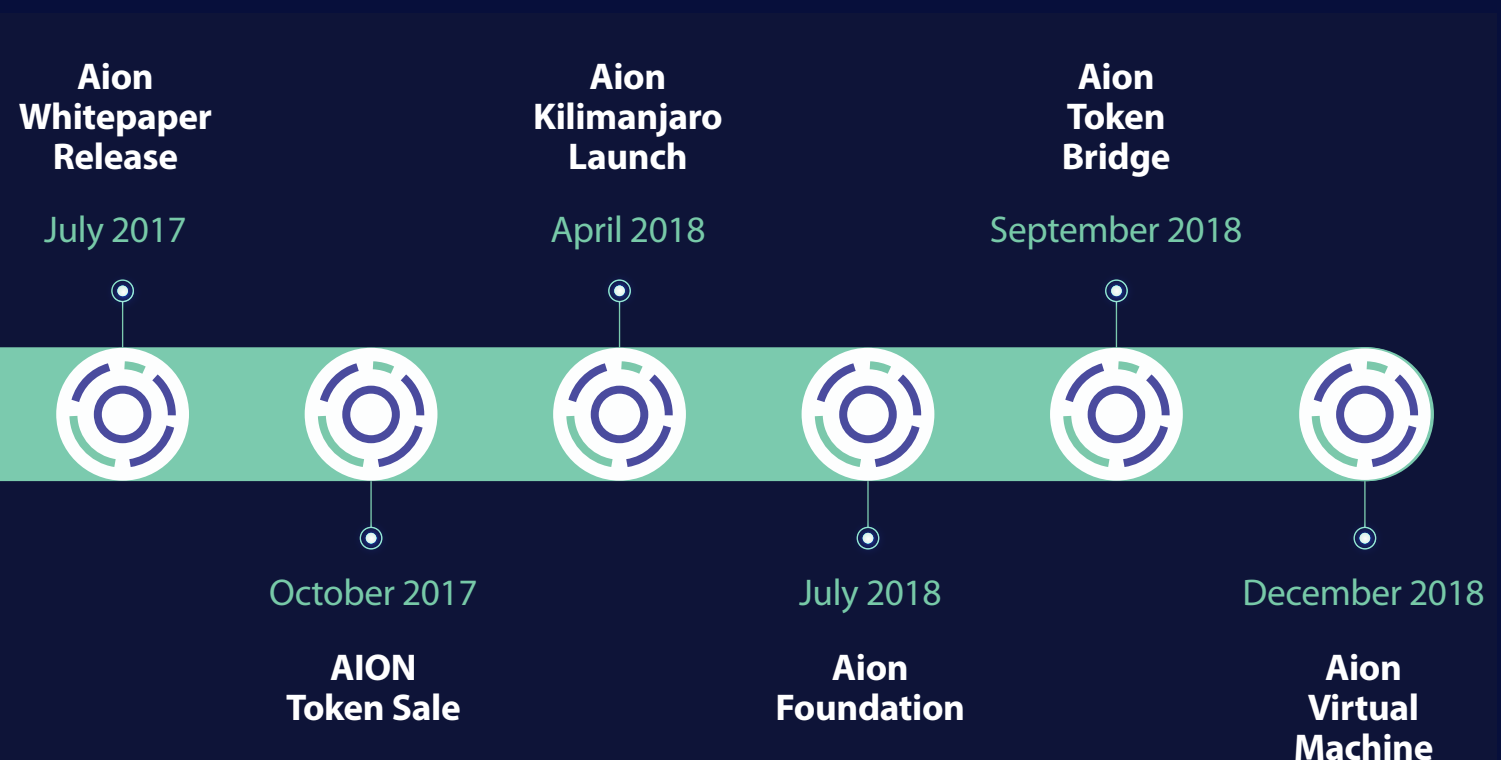 Aion
Whitepaper
Release
July 2017
October 2017
AION
Token Sale
Aion
Kilimanjaro
Launch
April 2018
July 2018
Aion
Foundation
Aion
Token
Bridge
September 2018
December 2018
Aion
Virtual
Machine